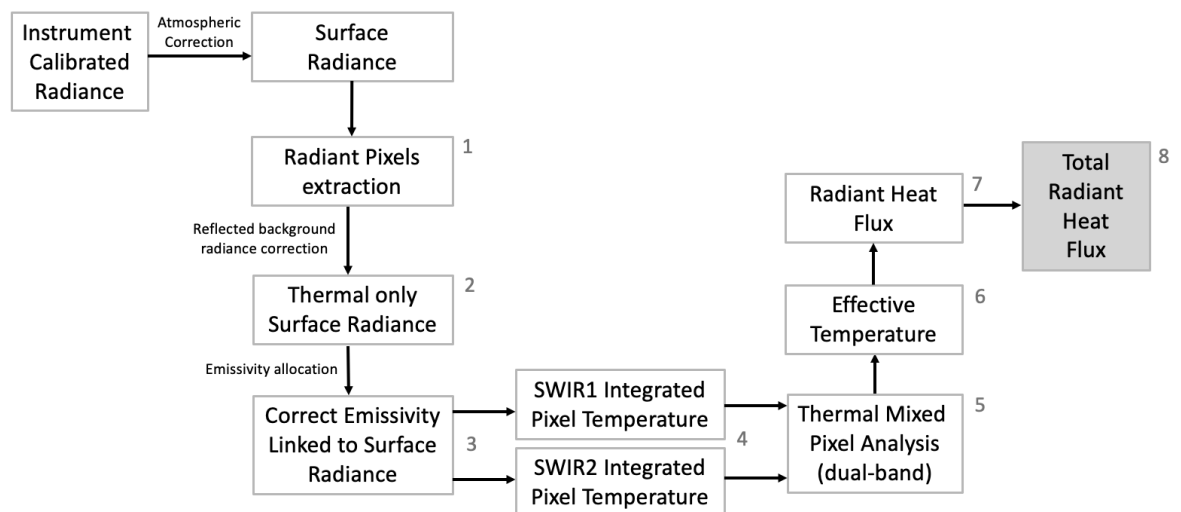 Instrument
Calibrated
Radiance
Atmospheric
Correction
Surface
Radiance
Radiant Pixels
extraction
1
Reflected background
radiance correction
Thermal only
Surface Radiance
2
Emissivity allocation
Correct Emissivity
Linked to Surface
Radiance
3
SWIR1 Integrated
Pixel Temperature
SWIR2 Integrated
Pixel Temperature
4
Thermal Mixed
Pixel Analysis
(dual-band)
5
Effective
Temperature
6
Radiant Heat
Flux
7
Total
Radiant
Heat
Flux
8